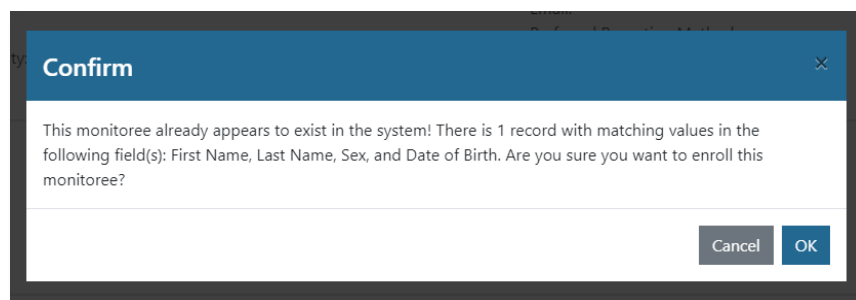 Confirm
×
This monitoree already appears to exist in the system! There is 1 record with matching values in the
following field(s): First Name, Last Name, Sex, and Date of Birth. Are you sure you want to enroll this
monitoree?
Cancel OK